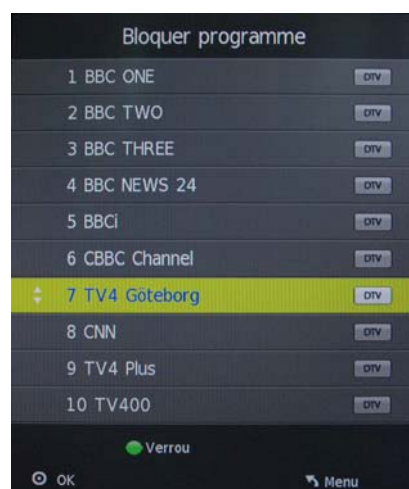 Bloquer programme
1 BBC ONE DTV
2 BBC TWO DTV
3 BBC THREE DTV
4 BBC NEWS 24 DTV
5 BBCi DTV
6 CBBC Channel DTV
7 TV4 Göteborg DTV
8 CNN DTV
9 TV4 Plus DTV
10 TV400 DTV
Verrou
OK Menu